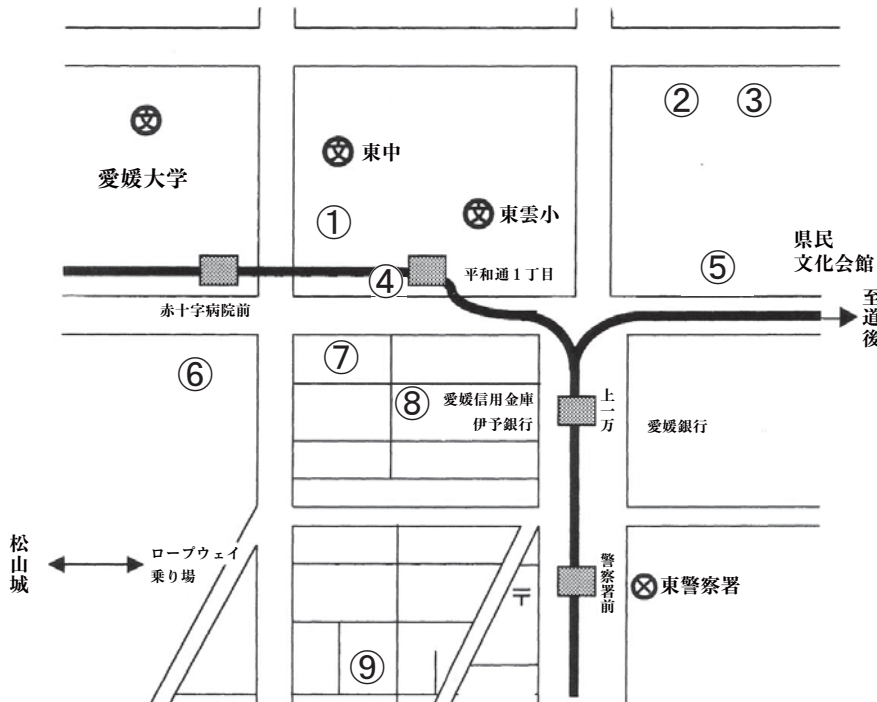 文
愛媛大学
文
東中
文
東雲小
①
②
③
④
⑤
県民
文化会館
平和通1丁目
赤十字病院前
至道後
⑥
⑦
⑧
愛媛信用金庫
伊予銀行
上一万
愛媛銀行
松山城
ロープウェイ
乗り場
〒
警察署前
東警察署
⑨